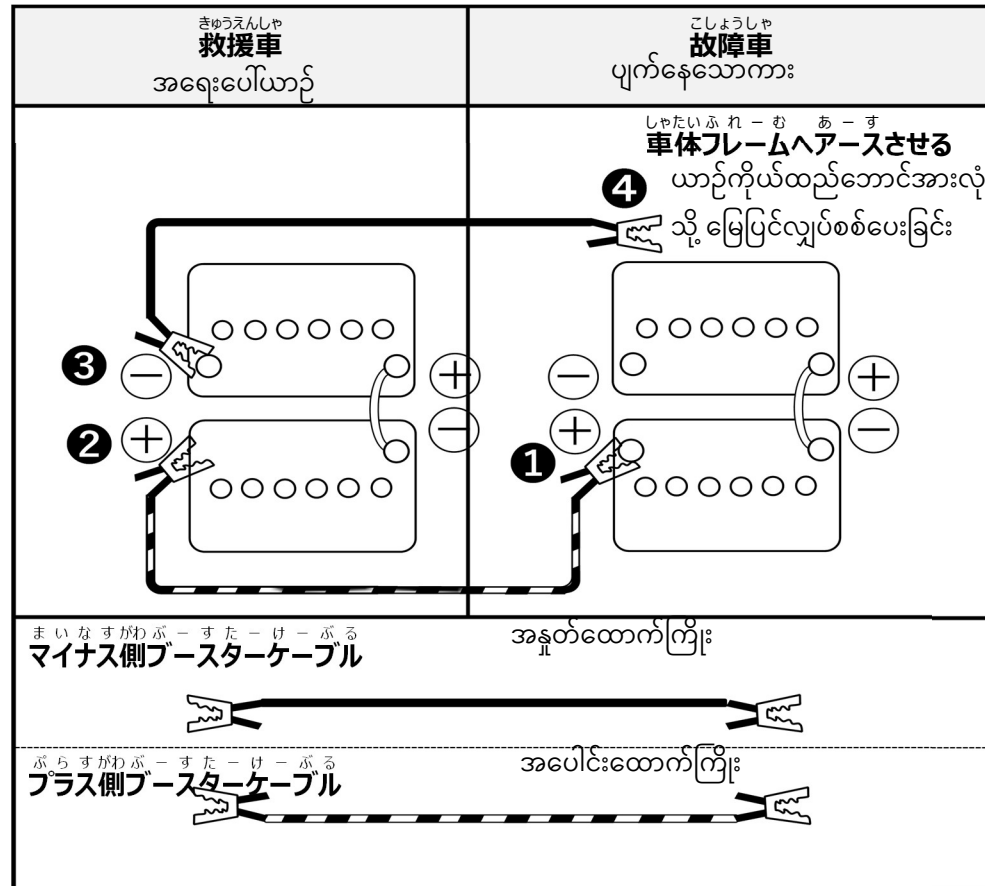 きゅうえんしゃ
救援車
အရေးပေါ်ယာဉ်
こしょうしゃ
故障車
ပျက်နေသောကား
しゃたいふれーむ あーす
車体フレームへアースさせる
❹ ယာဉ်ကိုယ်ထည်ဘောင်အားလုံ
သို့ မြေပြင်လျှပ်စစ်ပေးခြင်း
❸ − + − +
❷ + − + −
❶
まいなすがわぶーすたーけーぶる
マイナス側ブースターケーブル
အနှုတ်ထောက်ကြိုး
ぷらすがわぶーすたーけーぶる
プラス側ブースターケーブル
အပေါင်းထောက်ကြိုး